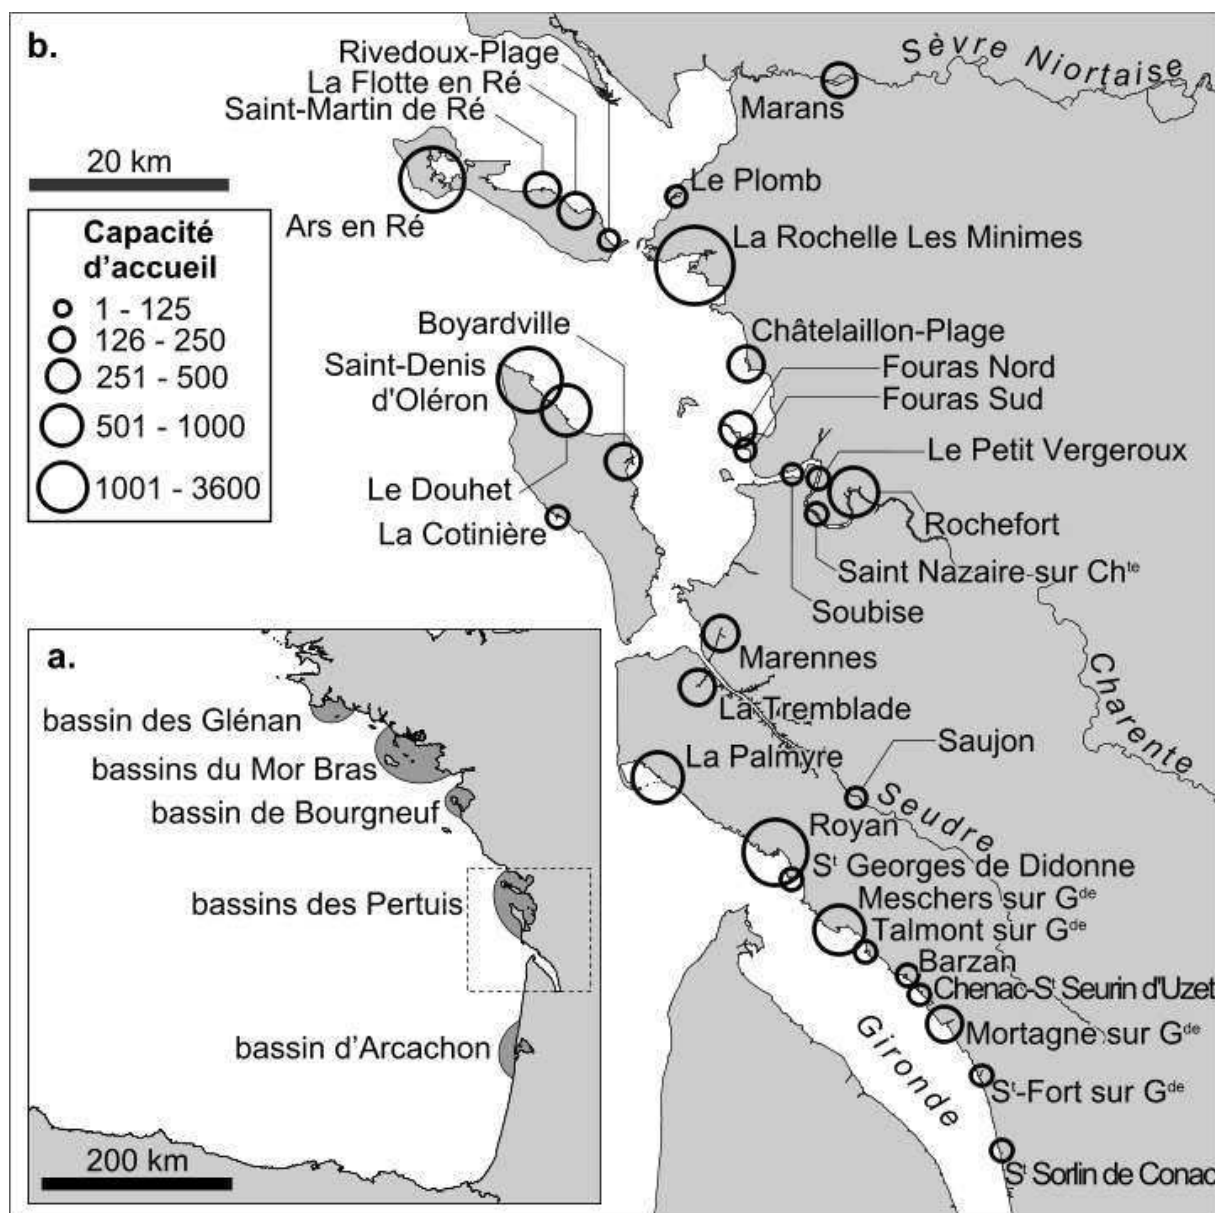 b.
Sèvre Niortaise
Rivedoux-Plage
La Flotte en Ré
Saint-Martin de Ré
Marans
20 km
Le Plomb
Ars en Ré
La Rochelle Les Minimes
Capacité
d'accueil
1 - 125
126 - 250
251 - 500
501 - 1000
1001 - 3600
Boyardville
Châtelaillon-Plage
Saint-Denis
d'Oléron
Fouras Nord
Fouras Sud
Le Petit Vergeroux
Le Douhet
La Cotinière
Rochefort
Saint Nazaire-sur Chte
Soubise
Charente
Marennes
La Tremblade
Saujon
La Palmyre
Seudre
Royan
St Georges de Didonne
Meschers sur Gde
Talmont sur Gde
Barzan
Chenac-St Seurin d'Uzet
Mortagne sur Gde
Gironde
St-Fort sur Gde
St Sorlin de Conac
a.
bassin des Glénan
bassins du Mor Bras
bassin de Bourgneuf
bassins des Pertuis
bassin d'Arcachon
200 km